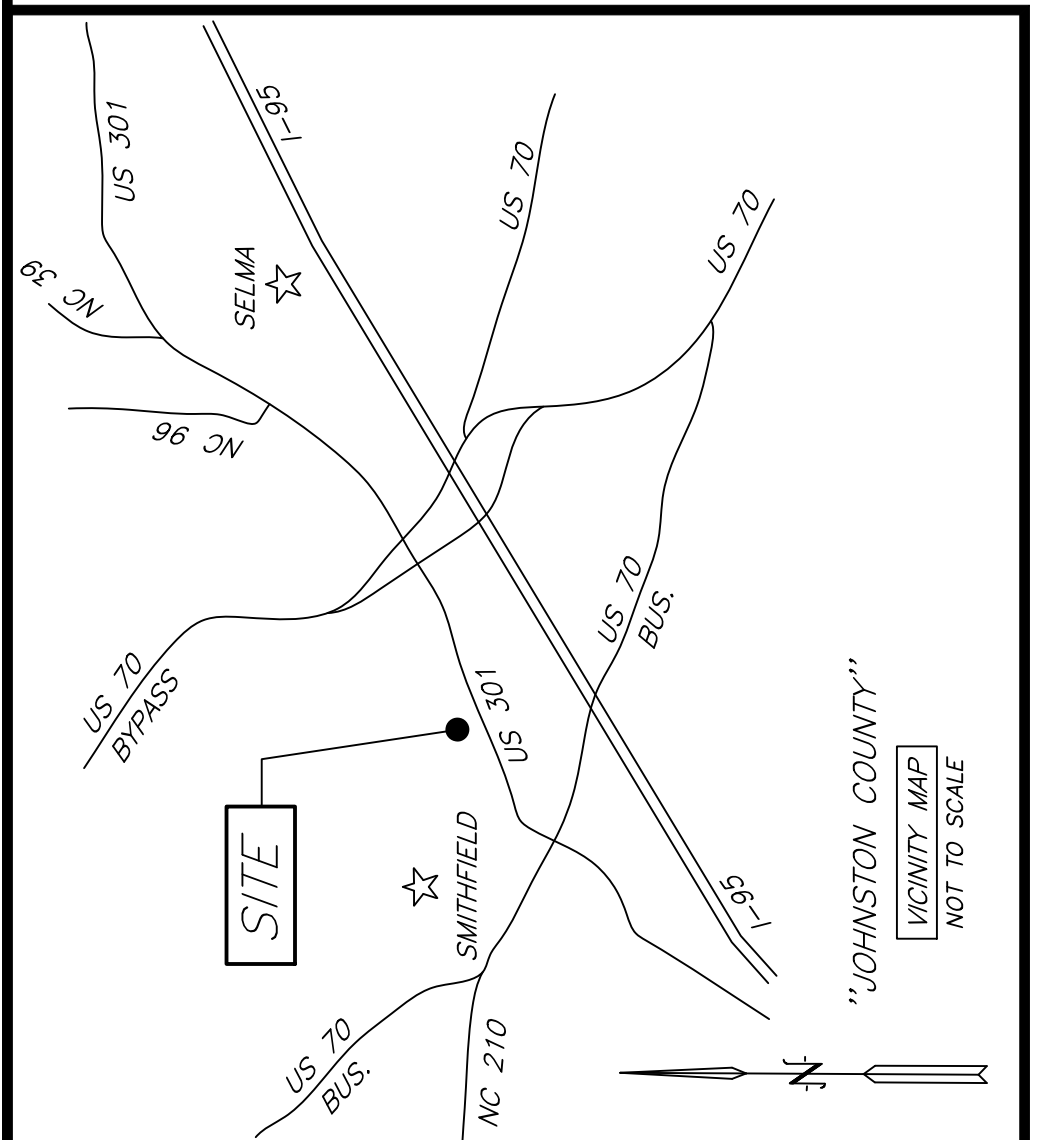 US 301
I-95
US 70
US 70
NC 39
SELMA
NC 96
US 70
BYPASS
US 70
BUS.
US 301
SITE
SMITHFIELD
I-95
US 70
BUS.
NC 210
"JOHNSTON COUNTY"
VICINITY MAP
NOT TO SCALE
N